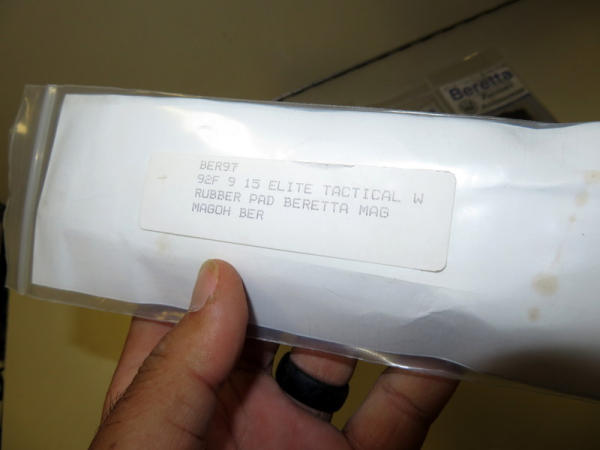 Beretta
BER97
92F 9 15 ELITE TACTICAL W
RUBBER PAD BERETTA MAG
MAGOH BER